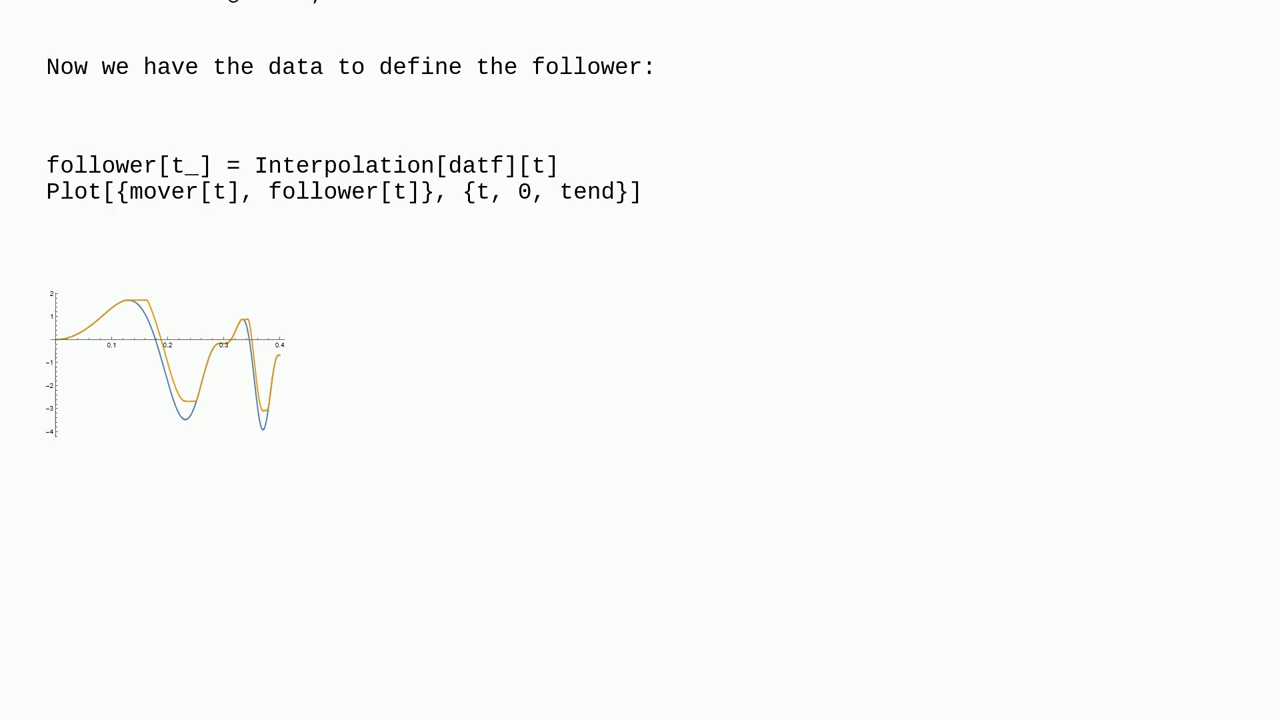 Now we have the data to define the follower:
follower[t_] = Interpolation[datf][t]
Plot[{mover[t], follower[t]}, {t, 0, tend}]
2
1
0.1 0.2 0.3 0.4
-1
-2
-3
-4